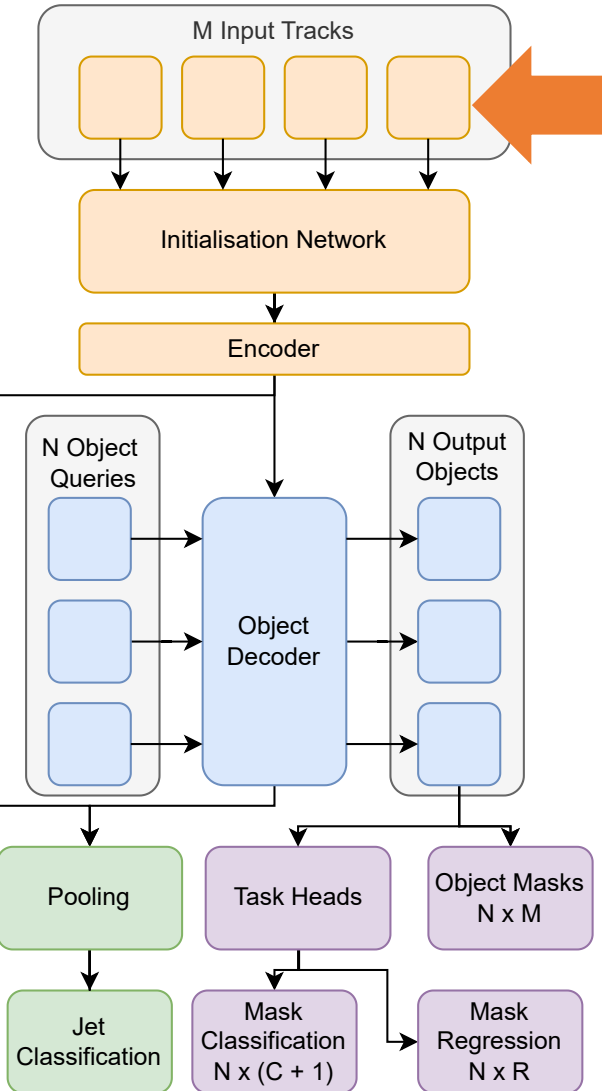 M Input Tracks
Initialisation Network
Encoder
N Object
Queries
N Output
Objects
Object
Decoder
Pooling
Task Heads
Object Masks
N x M
Jet
Classification
Mask
Classification
N x (C + 1)
Mask
Regression
N x R